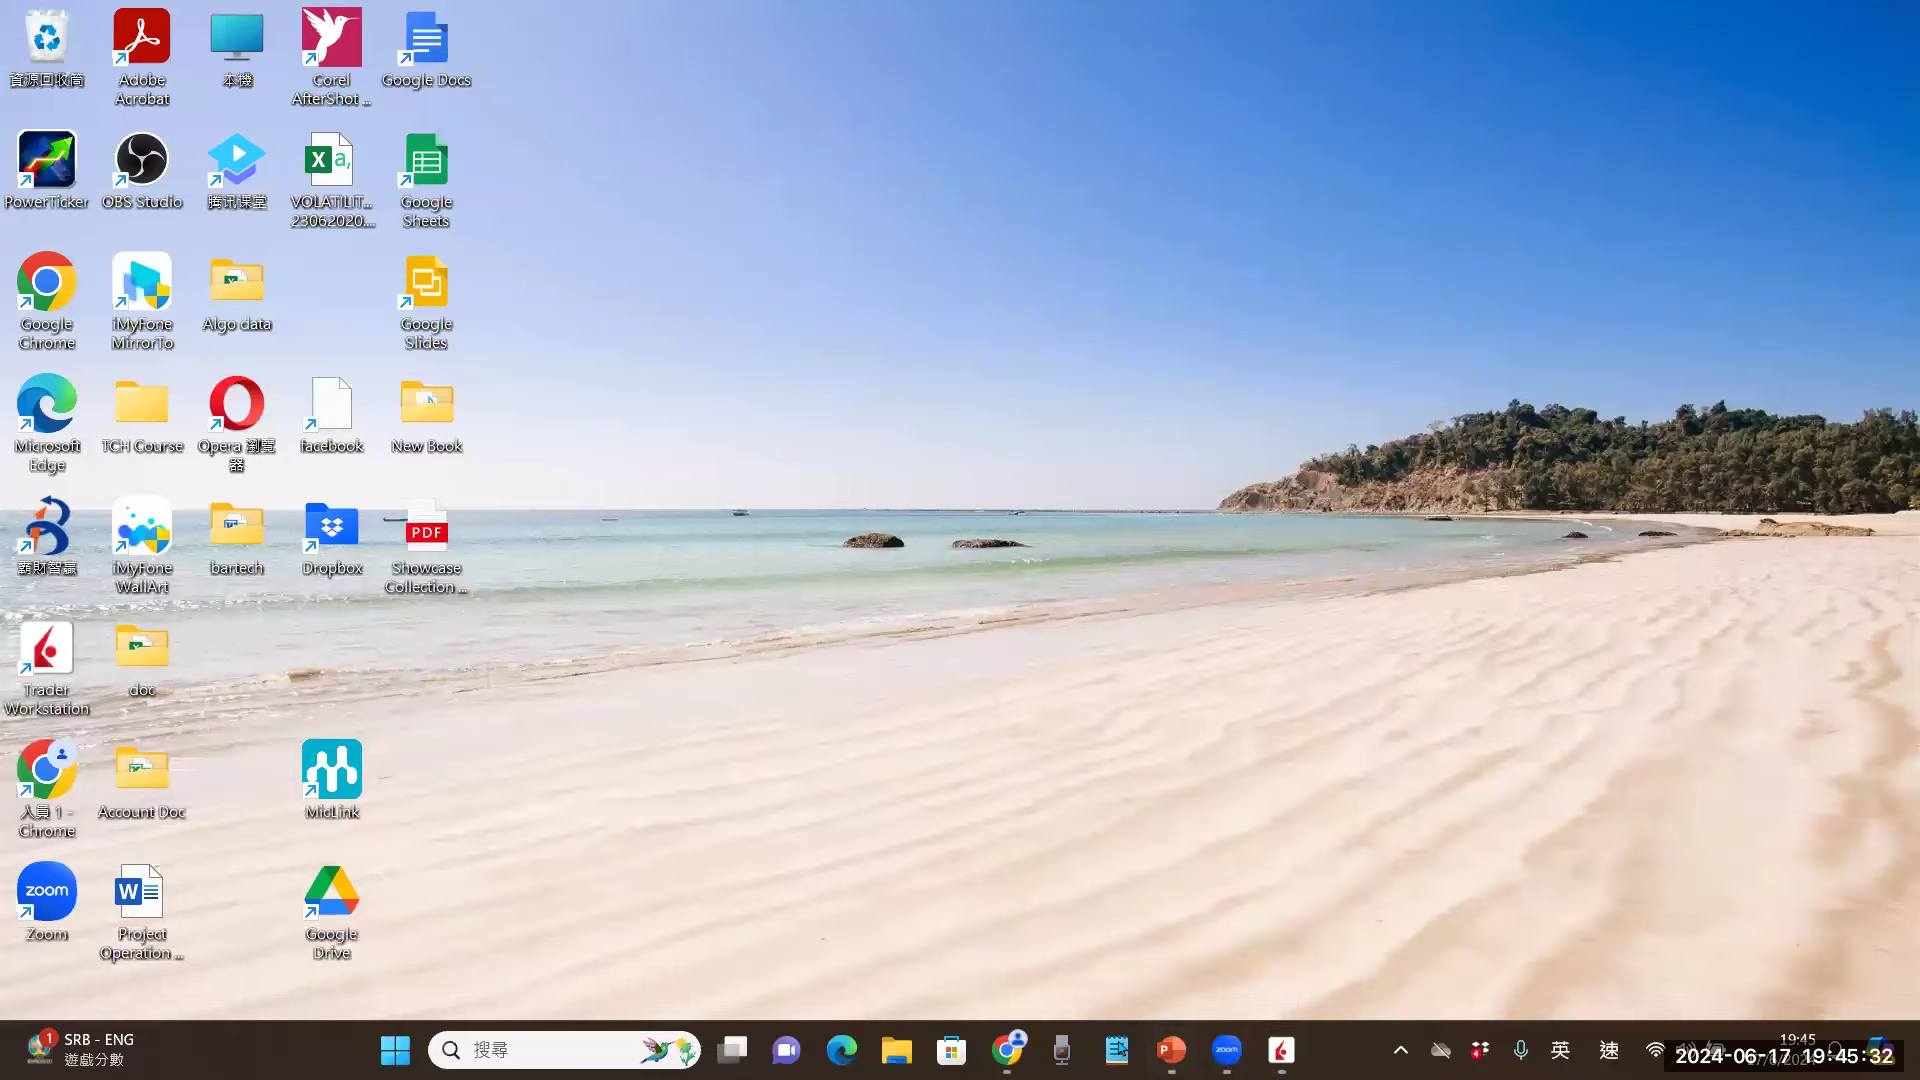 資源回收筒
Adobe
Acrobat
本機
Corel
AfterShot ...
Google Docs
PowerTicker
OBS Studio
腾讯课堂
X a,
VOLATILIT...
23062020....
Google
Sheets
Google
Chrome
iMyFone
MirrorTo
Algo data
Google
Slides
Microsoft
Edge
TCH Course
Opera 瀏覽
器
facebook
New Book
霸財智贏
iMyFone
WallArt
bartech
Dropbox
PDF
Showcase
Collection ...
Trader
Workstation
doc
人員 1 -
Chrome
Account Doc
MicLink
zoom
Zoom
W
Project
Operation ...
Google
Drive
1
SRB - ENG
遊戲分數
搜尋
P
zoom
英
速
19:45
2024-06-17 19:45:32